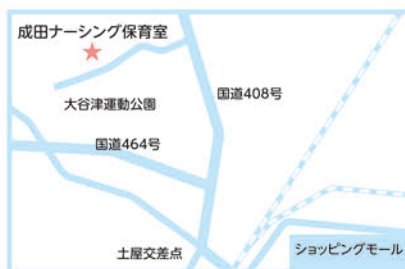 成田ナーシング保育室
大谷津運動公園
国道408号
国道464号
土屋交差点
ショッピングモール